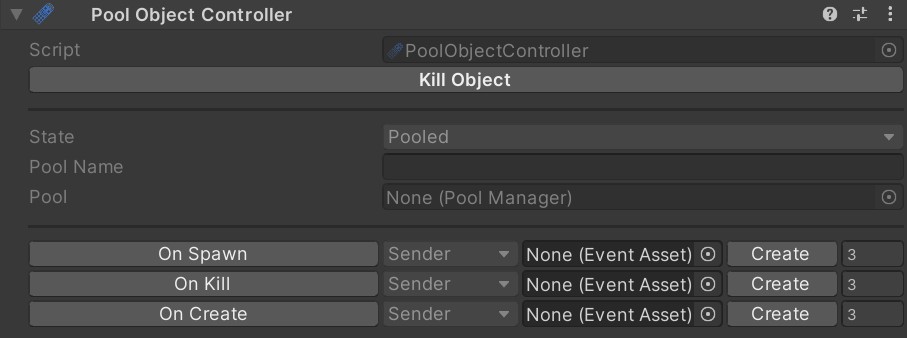 Pool Object Controller
Script PoolObjectController
Kill Object
State Pooled
Pool Name
Pool None (Pool Manager)
On Spawn Sender None (Event Asset) Create 3
On Kill Sender None (Event Asset) Create 3
On Create Sender None (Event Asset) Create 3